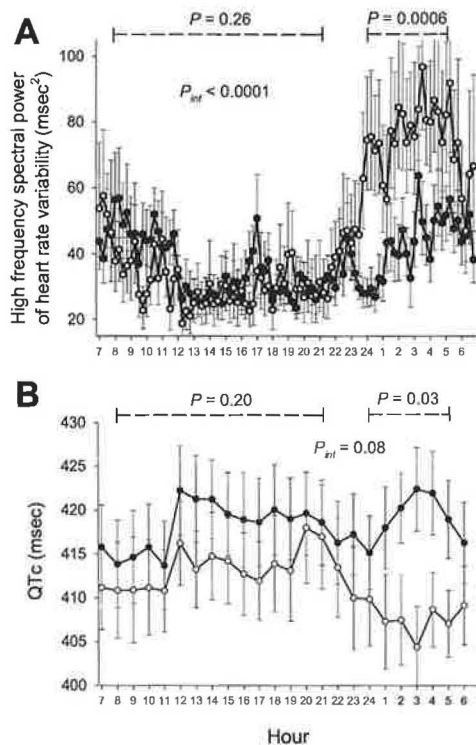 A
P = 0.26
P = 0.0006
P int < 0.0001
High frequency spectral power
of heart rate variability (msec²)
100
80
60
40
20
7 8 9 10 11 12 13 14 15 16 17 18 19 20 21 22 23 24 1 2 3 4 5 6
B
P = 0.20
P = 0.03
P int = 0.08
QTc (msec)
430
425
420
415
410
405
400
7 8 9 10 11 12 13 14 15 16 17 18 19 20 21 22 23 24 1 2 3 4 5 6
Hour